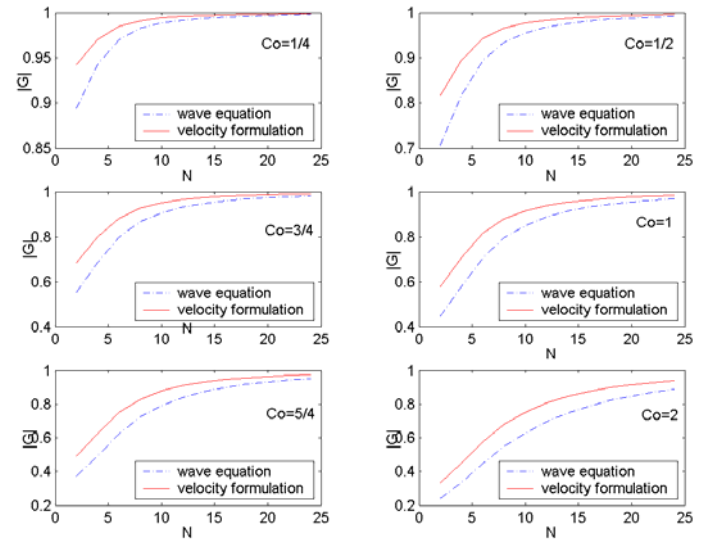 1
0.95
0.9
0.85
|G|
Co=1/4
wave equation
velocity formulation
0 5 10 15 20 25
N
1
0.9
0.8
0.7
|G|
Co=1/2
wave equation
velocity formulation
0 5 10 15 20 25
N
1
0.8
0.6
0.4
|G|
Co=3/4
wave equation
velocity formulation
0 5 10 15 20 25
N
1
0.8
0.6
0.4
|G|
Co=1
wave equation
velocity formulation
0 5 10 15 20 25
N
1
0.8
0.6
0.4
0.2
|G|
Co=5/4
wave equation
velocity formulation
0 5 10 15 20 25
N
1
0.8
0.6
0.4
0.2
|G|
Co=2
wave equation
velocity formulation
0 5 10 15 20 25
N